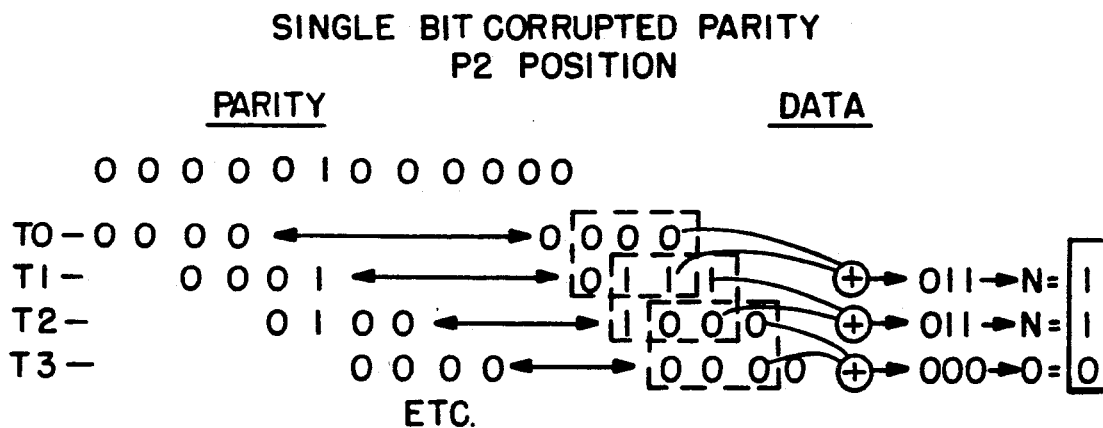 SINGLE BIT CORRUPTED PARITY
P2 POSITION
PARITY DATA
0 0 0 0 0 1 0 0 0 0 0 0
T0 – 0 0 0 0 0 0 0 0
T1 – 0 0 0 1 0 1 1 1 + 011 N = 1
T2 – 0 1 0 0 1 0 0 0 + 011 N = 1
T3 – 0 0 0 0 0 0 0 0 + 000 0 = 0
ETC.